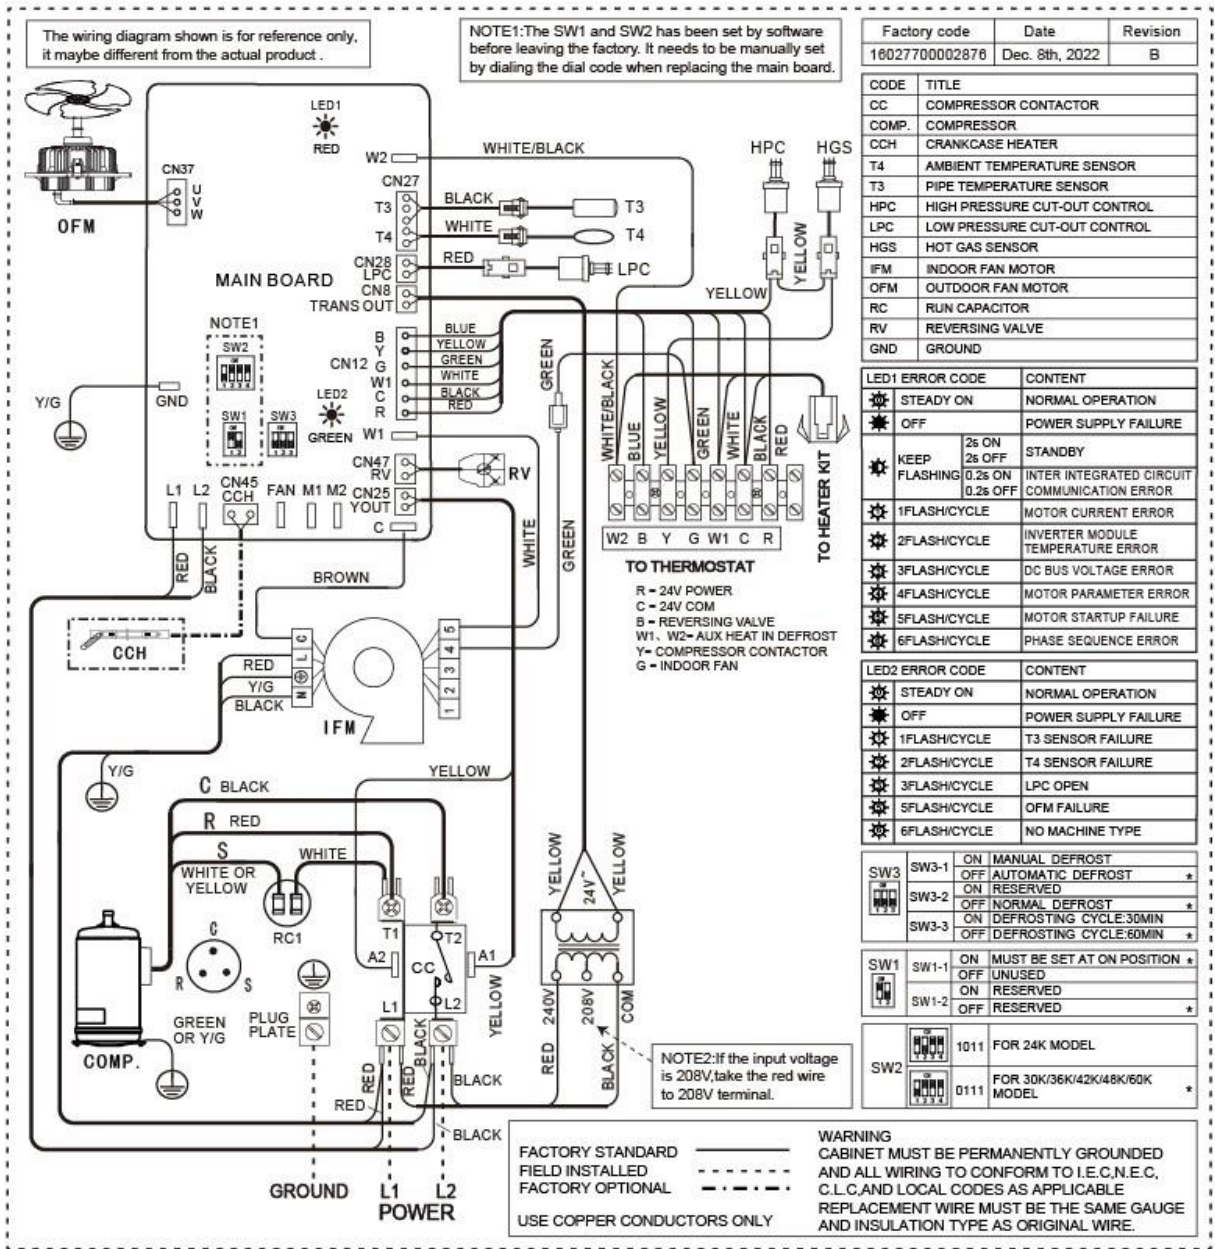 The wiring diagram shown is for reference only,
it maybe different from the actual product .
NOTE1:The SW1 and SW2 has been set by software
before leaving the factory. It needs to be manually set
by dialing the dial code when replacing the main board.
Factory code Date Revision
16027700002876 Dec. 8th, 2022 B
CODE TITLE
CC COMPRESSOR CONTACTOR
COMP. COMPRESSOR
CCH CRANKCASE HEATER
T4 AMBIENT TEMPERATURE SENSOR
T3 PIPE TEMPERATURE SENSOR
HPC HIGH PRESSURE CUT-OUT CONTROL
LPC LOW PRESSURE CUT-OUT CONTROL
HGS HOT GAS SENSOR
IFM INDOOR FAN MOTOR
OFM OUTDOOR FAN MOTOR
RC RUN CAPACITOR
RV REVERSING VALVE
GND GROUND
LED1 ERROR CODE CONTENT
STEADY ON NORMAL OPERATION
OFF POWER SUPPLY FAILURE
KEEP FLASHING
2s ON
2s OFF
STANDBY
0.2s ON
0.2s OFF
INTER INTEGRATED CIRCUIT
COMMUNICATION ERROR
1FLASH/CYCLE MOTOR CURRENT ERROR
2FLASH/CYCLE INVERTER MODULE
TEMPERATURE ERROR
3FLASH/CYCLE DC BUS VOLTAGE ERROR
4FLASH/CYCLE MOTOR PARAMETER ERROR
5FLASH/CYCLE MOTOR STARTUP FAILURE
6FLASH/CYCLE PHASE SEQUENCE ERROR
LED2 ERROR CODE CONTENT
STEADY ON NORMAL OPERATION
OFF POWER SUPPLY FAILURE
1FLASH/CYCLE T3 SENSOR FAILURE
2FLASH/CYCLE T4 SENSOR FAILURE
3FLASH/CYCLE LPC OPEN
5FLASH/CYCLE OFM FAILURE
6FLASH/CYCLE NO MACHINE TYPE
SW3
SW3-1 ON MANUAL DEFROST
OFF AUTOMATIC DEFROST *
SW3-2 ON RESERVED
OFF NORMAL DEFROST *
SW3-3 ON DEFROSTING CYCLE:30MIN
OFF DEFROSTING CYCLE:60MIN *
SW1
SW1-1 ON MUST BE SET AT ON POSITION *
OFF UNUSED
SW1-2 ON RESERVED
OFF RESERVED *
SW2
1011 FOR 24K MODEL
0111 FOR 30K/36K/42K/48K/60K
MODEL *
OFM
CN37
U
V
W
LED1
RED
MAIN BOARD
W2
WHITE/BLACK
CN27
T3
BLACK
T3
T4
WHITE
T4
CN28
LPC
RED
LPC
CN8
TRANS OUT
HPC
HGS
YELLOW
YELLOW
NOTE1
SW2
SW1
SW3
LED2
GREEN
CN12
B BLUE
Y YELLOW
G GREEN
W1 WHITE
C BLACK
R RED
Y/G
GND
W1
CN47
RV
RV
CN25
YOUT
C
L1 L2
CN45
CCH
FAN M1 M2
RED
BLACK
BROWN
WHITE
GREEN
GREEN
WHITE/BLACK
BLUE
YELLOW
GREEN
WHITE
BLACK
RED
W2 B Y G W1 C R
TO HEATER KIT
TO THERMOSTAT
R - 24V POWER
C - 24V COM
B - REVERSING VALVE
W1、W2- AUX HEAT IN DEFROST
Y- COMPRESSOR CONTACTOR
G - INDOOR FAN
CCH
C
L
N
RED
Y/G
BLACK
IFM
5
4
3
2
1
Y/G
YELLOW
C BLACK
R RED
S
WHITE OR
YELLOW
WHITE
RC1
C
R
S
COMP.
GREEN
OR Y/G
PLUG
PLATE
T1
T2
A2
CC
A1
L1
L2
YELLOW
YELLOW
YELLOW
24V~
240V
208V
COM
RED
BLACK
NOTE2:If the input voltage
is 208V,take the red wire
to 208V terminal.
RED
RED
RED
BLACK
BLACK
BLACK
GROUND
L1 L2
POWER
FACTORY STANDARD
FIELD INSTALLED
FACTORY OPTIONAL
USE COPPER CONDUCTORS ONLY
WARNING
CABINET MUST BE PERMANENTLY GROUNDED
AND ALL WIRING TO CONFORM TO I.E.C,N.E.C,
C.L.C,AND LOCAL CODES AS APPLICABLE
REPLACEMENT WIRE MUST BE THE SAME GAUGE
AND INSULATION TYPE AS ORIGINAL WIRE.